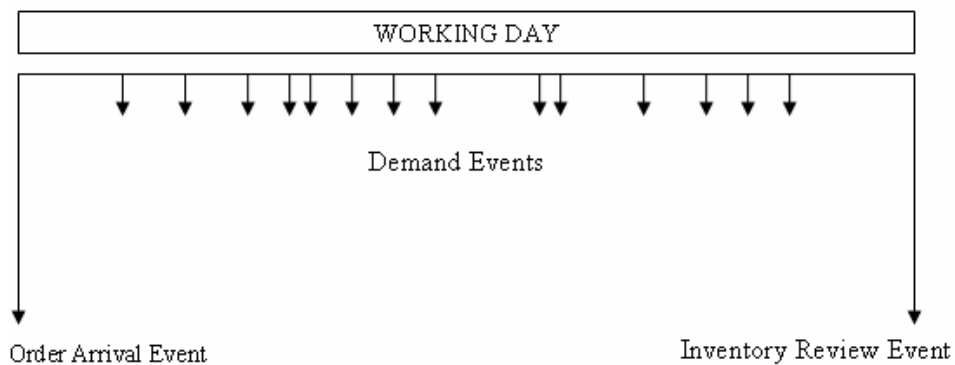 WORKING DAY
Demand Events
Order Arrival Event
Inventory Review Event